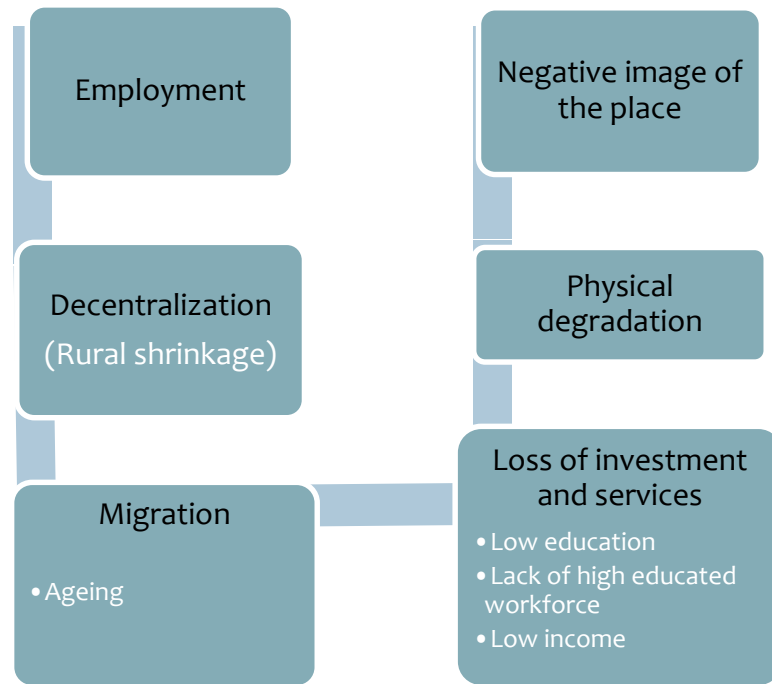 Employment
Decentralization
(Rural shrinkage)
Migration
• Ageing
Loss of investment
and services
• Low education
• Lack of high educated
workforce
• Low income
Physical
degradation
Negative image of
the place